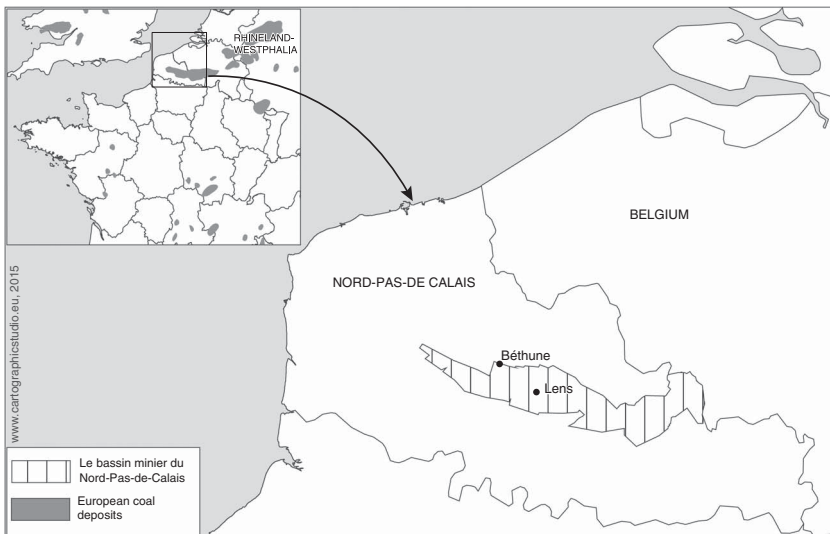 RHINELAND-
WESTPHALIA
BELGIUM
NORD-PAS-DE CALAIS
Béthune
Lens
www.cartographicstudio.eu, 2015
Le bassin minier du
Nord-Pas-de-Calais
European coal
deposits